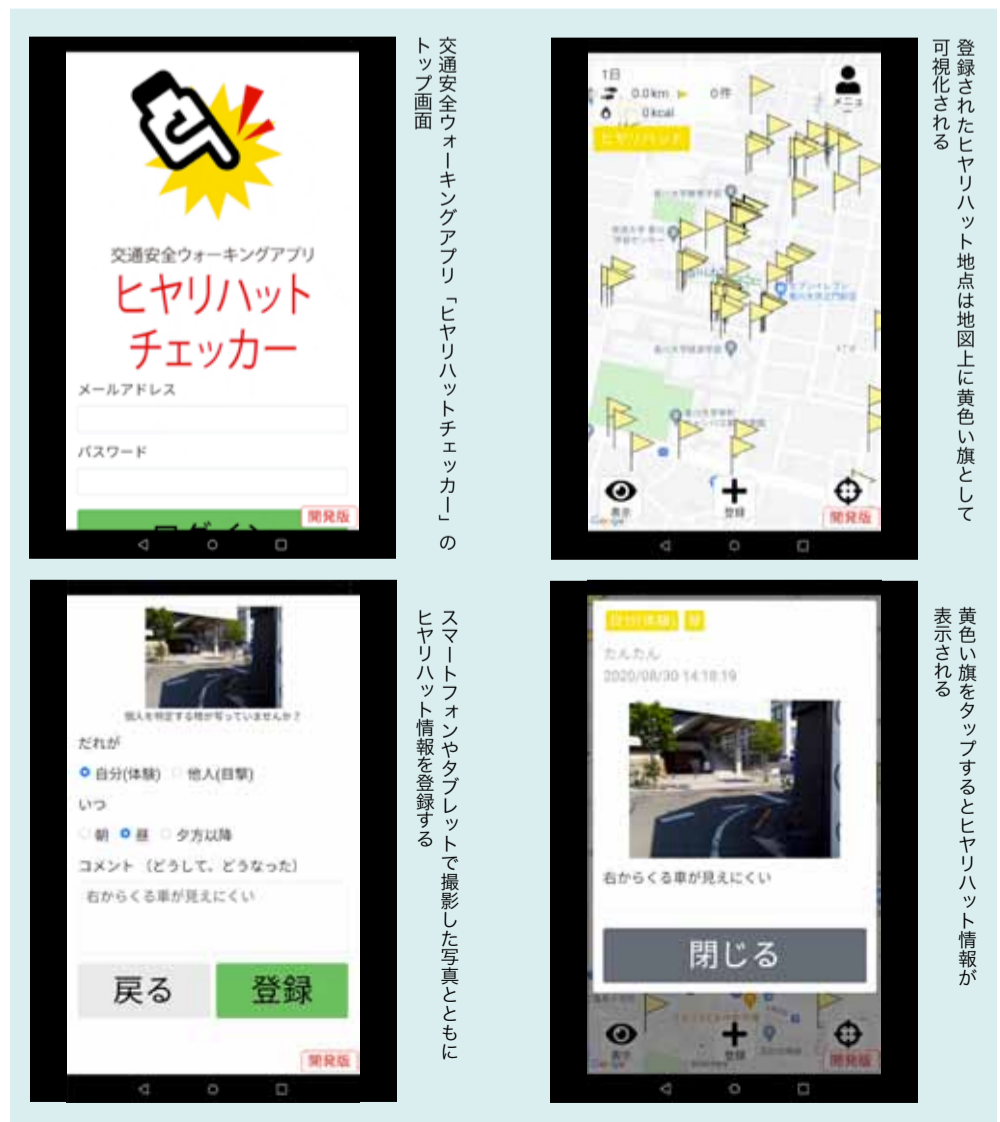 交通安全ウォーキングアプリ「ヒヤリハットチェッカー」の
トップ画面
交通安全ウォーキングアプリ
ヒヤリハット
チェッカー
メールアドレス
パスワード
ログイン
開発版
登録されたヒヤリハット地点は地図上に黄色い旗として
可視化される
1日
0.0km
0件
0kcal
メニュー
ヒヤリハット
表示
登録
Google
開発版
スマートフォンやタブレットで撮影した写真とともに
ヒヤリハット情報を登録する
個人を特定する物が写っていませんか？
だれが
自分(体験) 他人(目撃)
いつ
朝 昼 夕方以降
コメント（どうして、どうなった）
右からくる車が見えにくい
戻る 登録
開発版
黄色い旗をタップするとヒヤリハット情報が
表示される
自分(体験) 昼
たんたん
2020/08/30 14:18:19
右からくる車が見えにくい
閉じる
表示
登録
開発版